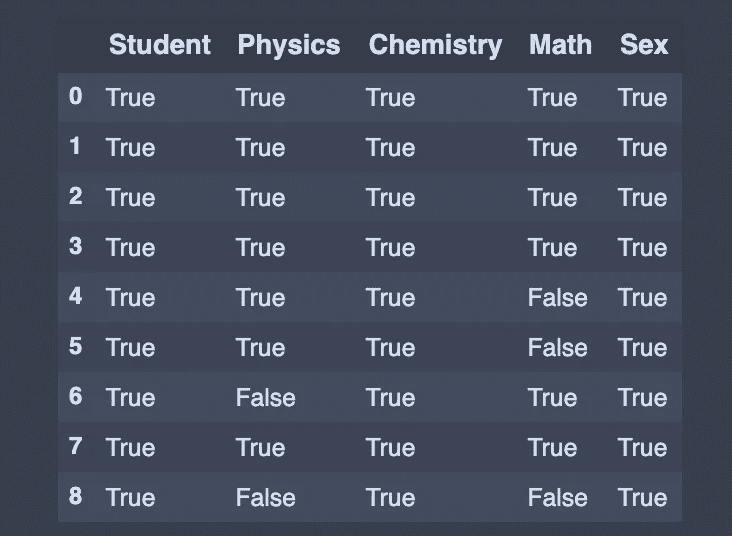 Student Physics Chemistry Math Sex
0 True True True True True
1 True True True True True
2 True True True True True
3 True True True True True
4 True True True False True
5 True True True False True
6 True False True True True
7 True True True True True
8 True False True False True